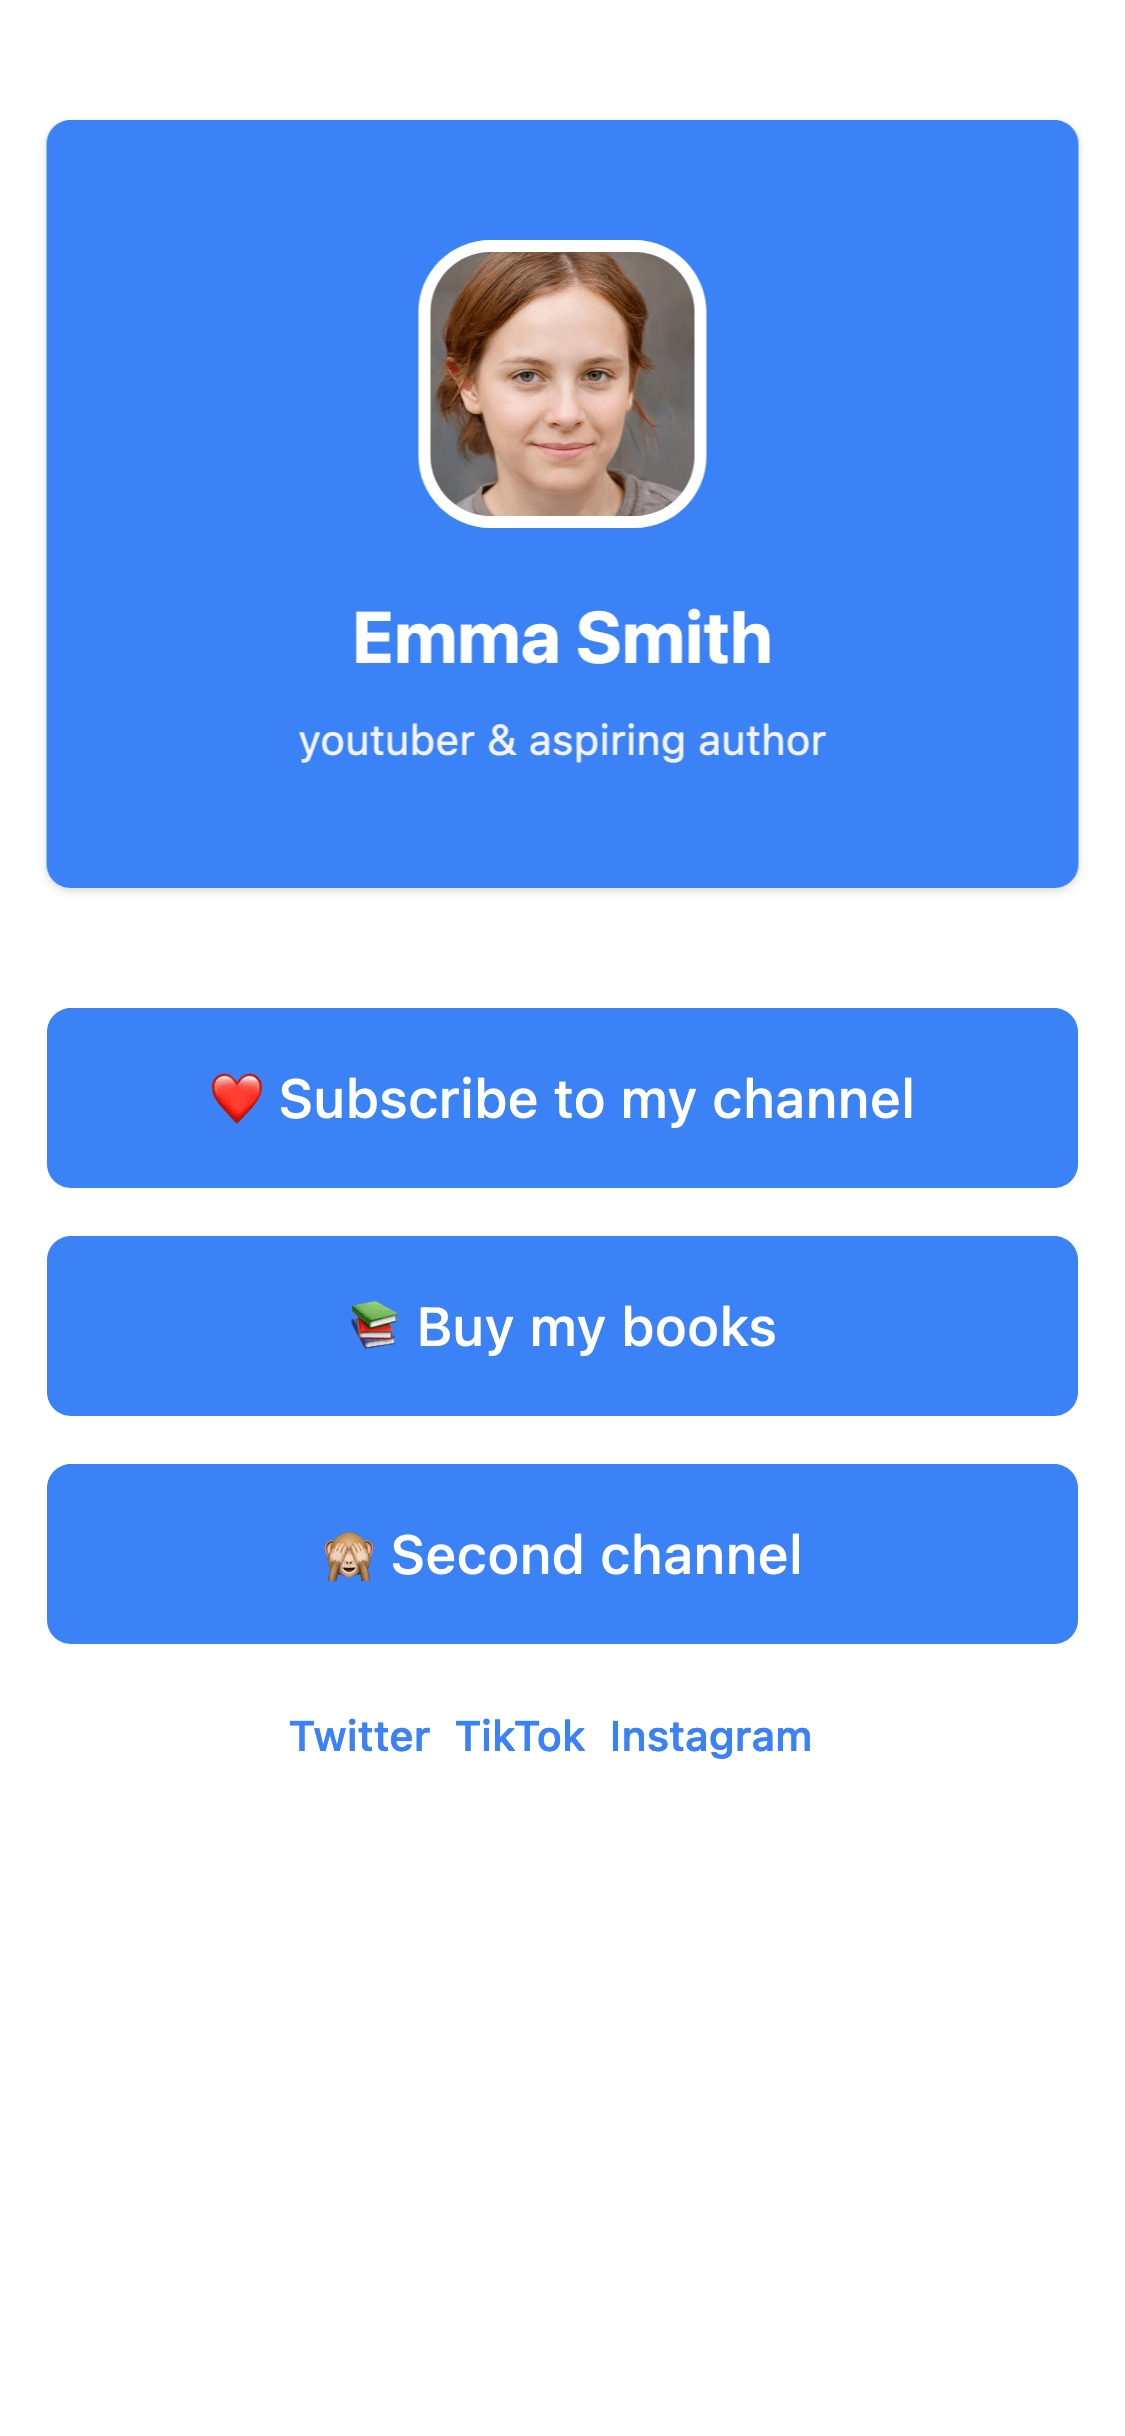 Emma Smith
youtuber & aspiring author
❤️ Subscribe to my channel
📚 Buy my books
🙈 Second channel
Twitter TikTok Instagram